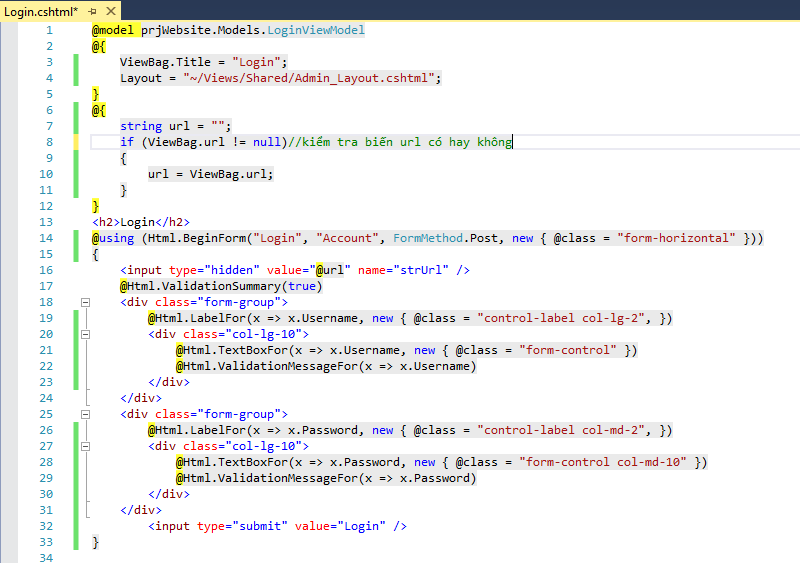 Login.cshtml*
1 @model prjWebsite.Models.LoginViewModel
2 @{
3 ViewBag.Title = "Login";
4 Layout = "~/Views/Shared/Admin_Layout.cshtml";
5 }
6 @{
7 string url = "";
8 if (ViewBag.url != null)//kiểm tra biến url có hay không
9 {
10 url = ViewBag.url;
11 }
12 }
13 <h2>Login</h2>
14 @using (Html.BeginForm("Login", "Account", FormMethod.Post, new { @class = "form-horizontal" }))
15 {
16 <input type="hidden" value="@url" name="strUrl" />
17 @Html.ValidationSummary(true)
18 <div class="form-group">
19 @Html.LabelFor(x => x.Username, new { @class = "control-label col-lg-2", })
20 <div class="col-lg-10">
21 @Html.TextBoxFor(x => x.Username, new { @class = "form-control" })
22 @Html.ValidationMessageFor(x => x.Username)
23 </div>
24 </div>
25 <div class="form-group">
26 @Html.LabelFor(x => x.Password, new { @class = "control-label col-md-2", })
27 <div class="col-lg-10">
28 @Html.TextBoxFor(x => x.Password, new { @class = "form-control col-md-10" })
29 @Html.ValidationMessageFor(x => x.Password)
30 </div>
31 </div>
32 <input type="submit" value="Login" />
33 }
34